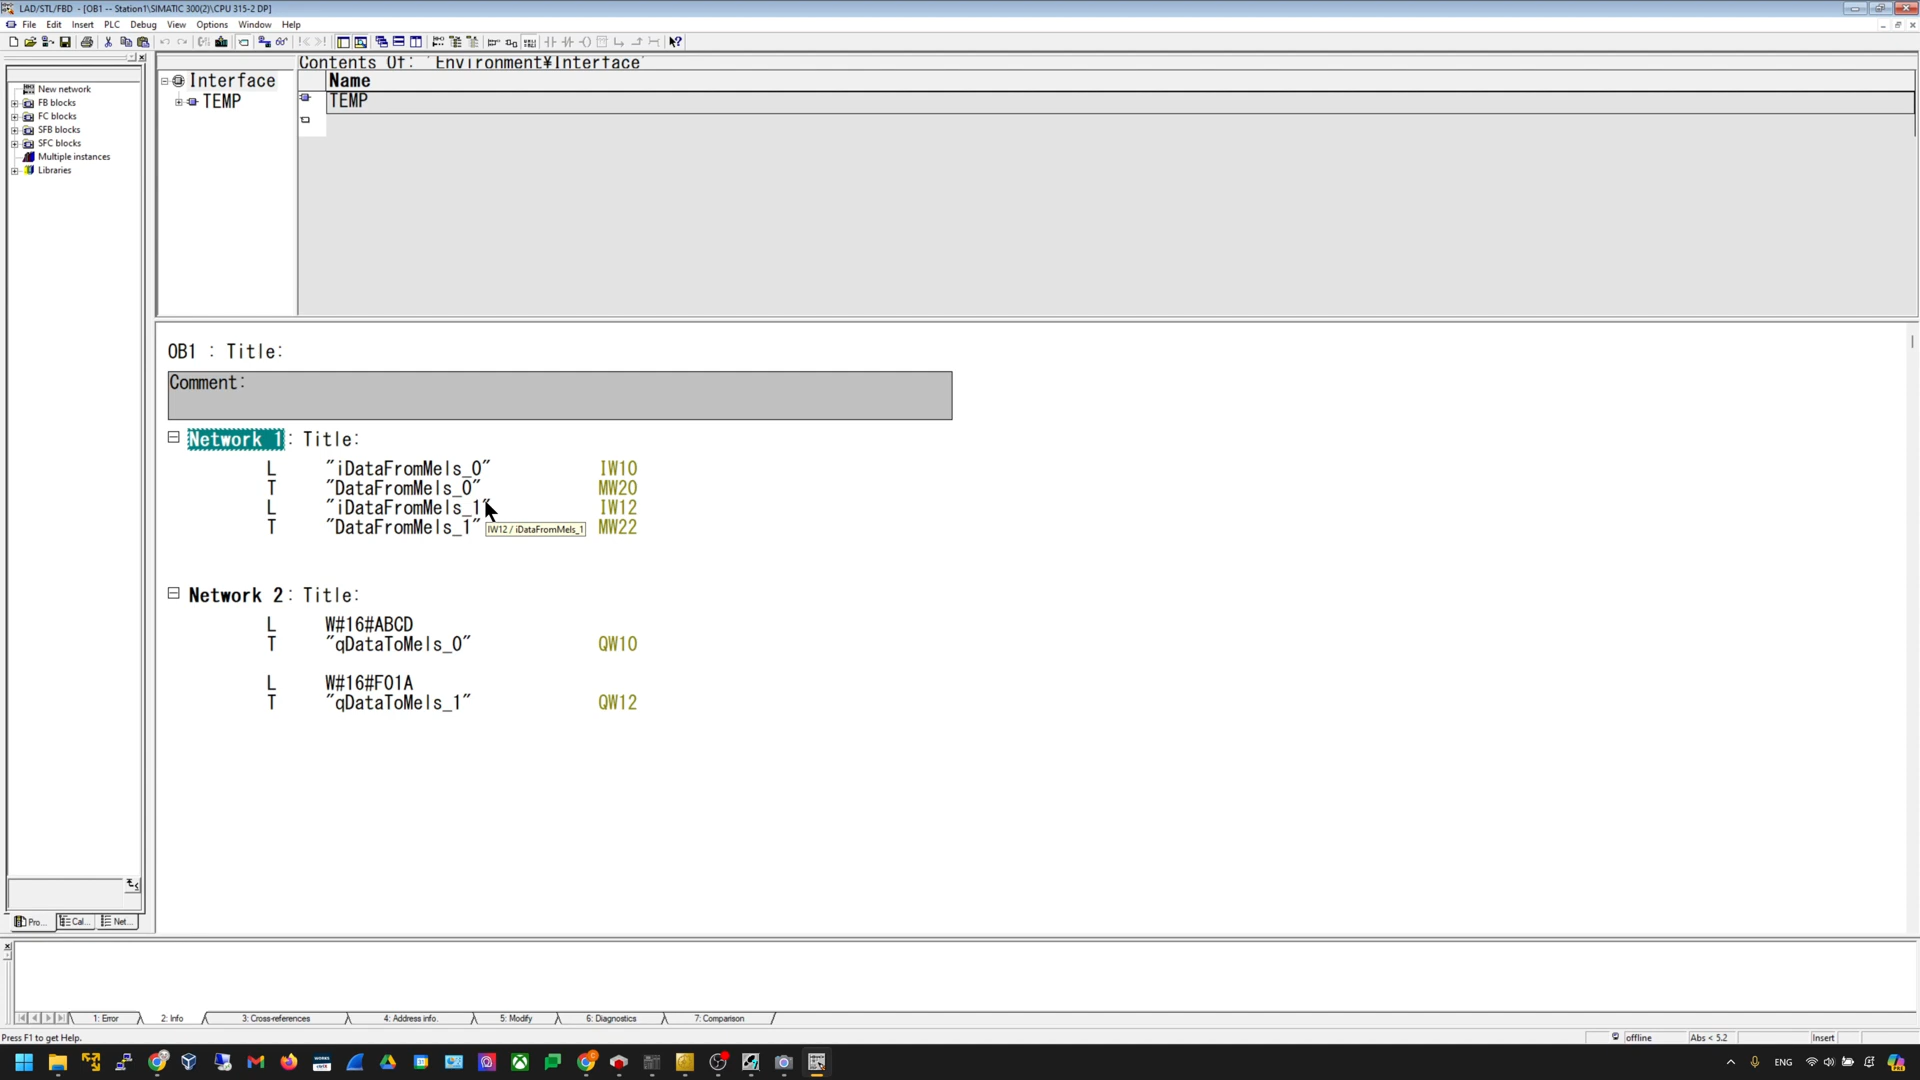 LAD/STL/FBD - [OB1 -- Station1\SIMATIC 300(2)\CPU 315-2 DP]
File Edit Insert PLC Debug View Options Window Help
Contents Of: 'Environment¥Interface'
Interface
Name
TEMP
TEMP
New network
FB blocks
FC blocks
SFB blocks
SFC blocks
Multiple instances
Libraries
OB1 : Title:
Comment:
Network 1: Title:
L "iDataFromMels_0" IW10
T "DataFromMels_0" MW20
L "iDataFromMels_1" IW12
T "DataFromMels_1" MW22
IW12 / iDataFromMels_1
Network 2: Title:
L W#16#ABCD
T "qDataToMels_0" QW10
L W#16#F01A
T "qDataToMels_1" QW12
Pro... Cal... Net...
1: Error 2: Info 3: Cross-references 4: Address info. 5: Modify 6: Diagnostics 7: Comparison
Press F1 to get Help.
offline Abs < 5.2 Insert
ENG